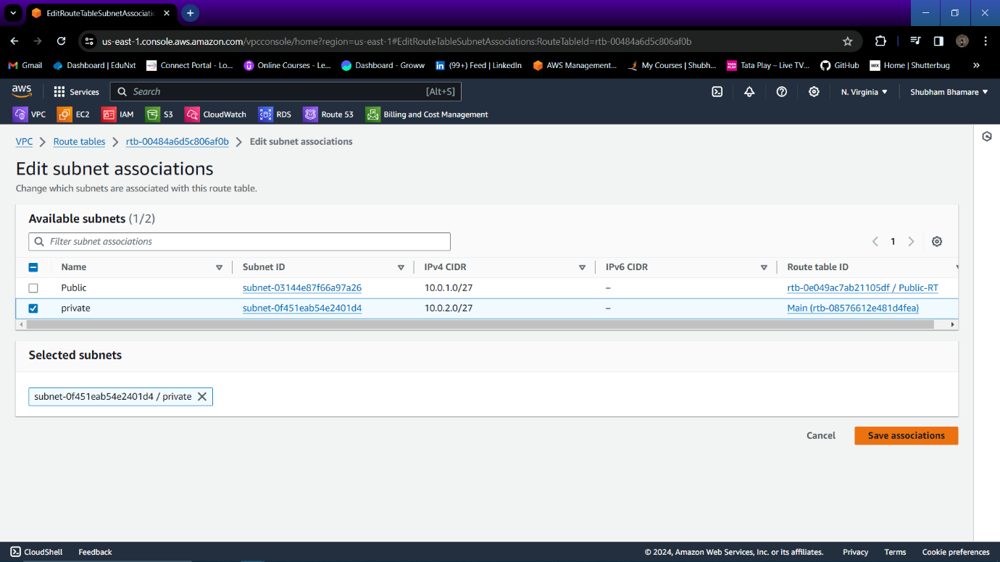 EditRouteTableSubnetAssociatio
us-east-1.console.aws.amazon.com/vpcconsole/home?region=us-east-1#EditRouteTableSubnetAssociations:RouteTableId=rtb-00484a6d5c806af0b
Gmail Dashboard | EduNxt Connect Portal - Lo... Online Courses - Le... Dashboard - Groww (99+) Feed | LinkedIn AWS Management... My Courses | Shubh... Tata Play – Live TV... GitHub Home | Shutterbug
aws Services Search [Alt+S] N. Virginia Shubham Bhamare
VPC EC2 IAM S3 CloudWatch RDS Route 53 Billing and Cost Management
VPC Route tables rtb-00484a6d5c806af0b Edit subnet associations
Edit subnet associations
Change which subnets are associated with this route table.
Available subnets (1/2)
Filter subnet associations 1
Name Subnet ID IPv4 CIDR IPv6 CIDR Route table ID
Public subnet-03144e87f66a97a26 10.0.1.0/27 – rtb-0e049ac7ab21105df / Public-RT
private subnet-0f451eab54e2401d4 10.0.2.0/27 – Main (rtb-08576612e481d4fea)
Selected subnets
subnet-0f451eab54e2401d4 / private
Cancel Save associations
CloudShell Feedback © 2024, Amazon Web Services, Inc. or its affiliates. Privacy Terms Cookie preferences